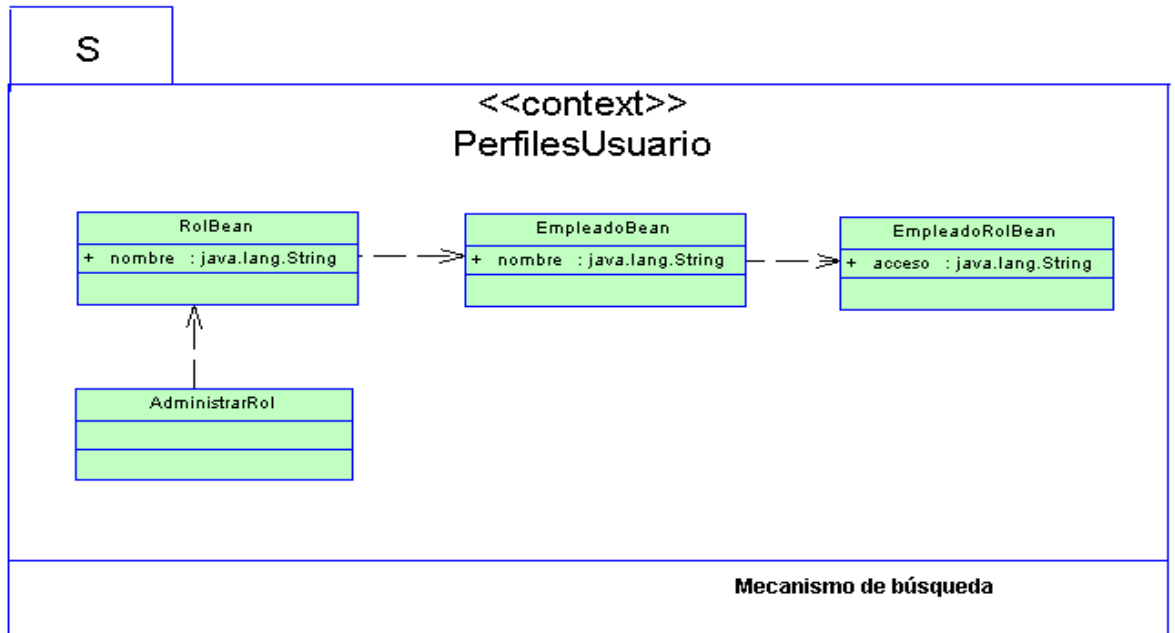 S
<<context>>
PerfilesUsuario
RolBean
+ nombre : java.lang.String
EmpleadoBean
+ nombre : java.lang.String
EmpleadoRolBean
+ acceso : java.lang.String
AdministrarRol
Mecanismo de búsqueda